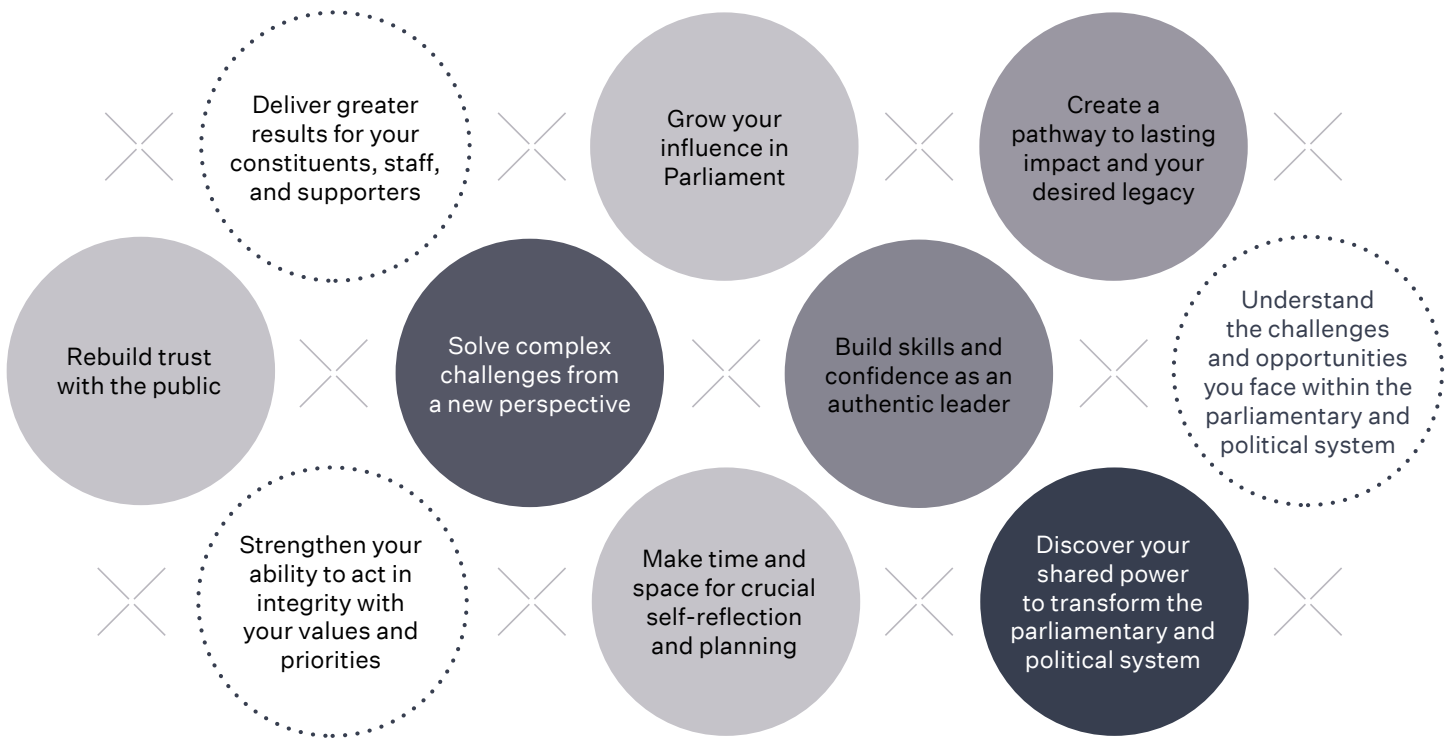 Deliver greater
results for your
constituents, staff,
and supporters
Grow your
influence in
Parliament
Create a
pathway to lasting
impact and your
desired legacy
Rebuild trust
with the public
Solve complex
challenges from
a new perspective
Build skills and
confidence as an
authentic leader
Understand
the challenges
and opportunities
you face within the
parliamentary and
political system
Strengthen your
ability to act in
integrity with
your values and
priorities
Make time and
space for crucial
self-reflection
and planning
Discover your
shared power
to transform the
parliamentary and
political system